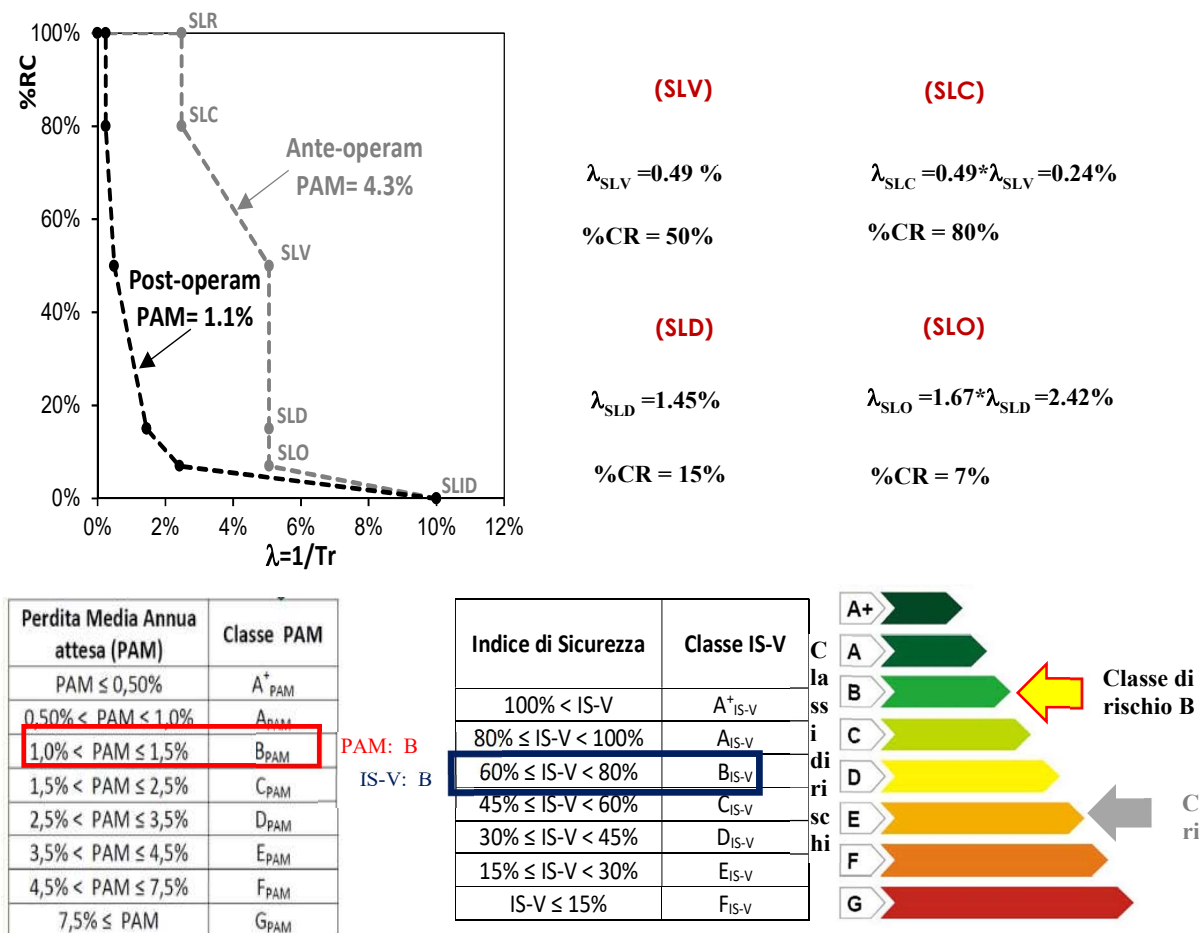 100%
80%
60%
40%
20%
0%
%RC
SLR
SLC
Ante-operam
PAM= 4.3%
SLV
Post-operam
PAM= 1.1%
SLD
SLO
SLID
0% 2% 4% 6% 8% 10% 12%
λ=1/Tr
(SLV)
λSLV =0.49 %
%CR = 50%
(SLC)
λSLC =0.49*λSLV =0.24%
%CR = 80%
(SLD)
λSLD =1.45%
%CR = 15%
(SLO)
λSLO =1.67*λSLD =2.42%
%CR = 7%
Perdita Media Annua
attesa (PAM)
Classe PAM
PAM ≤ 0,50% A+PAM
0,50% < PAM < 1,0% APAM
1,0% < PAM ≤ 1,5% BPAM
1,5% < PAM ≤ 2,5% CPAM
2,5% < PAM ≤ 3,5% DPAM
3,5% < PAM ≤ 4,5% EPAM
4,5% < PAM ≤ 7,5% FPAM
7,5% ≤ PAM GPAM
PAM: B
IS-V: B
Indice di Sicurezza Classe IS-V
100% < IS-V A+IS-V
80% ≤ IS-V < 100% AIS-V
60% ≤ IS-V < 80% BIS-V
45% ≤ IS-V < 60% CIS-V
30% ≤ IS-V < 45% DIS-V
15% ≤ IS-V < 30% EIS-V
IS-V ≤ 15% FIS-V
C
la
ss
i
di
ri
sc
hi
A+
A
B
C
D
E
F
G
Classe di
rischio B
C
ri